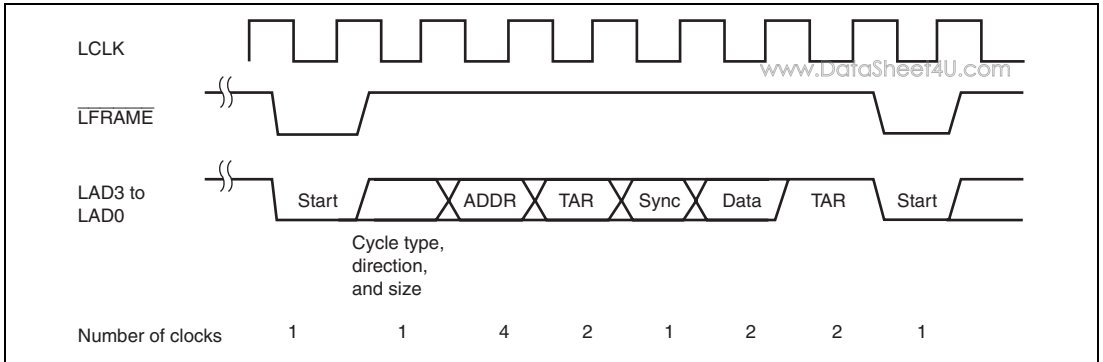 LCLK
www.DataSheet4U.com
LFRAME
LAD3 to
LAD0
Start ADDR TAR Sync Data TAR Start
Cycle type,
direction,
and size
Number of clocks 1 1 4 2 1 2 2 1